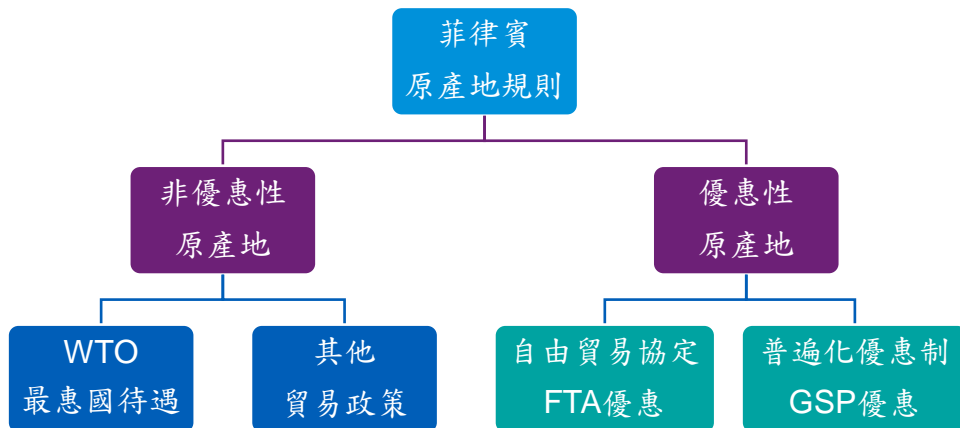 菲律賓
原產地規則
非優惠性
原產地
優惠性
原產地
WTO
最惠國待遇
其他
貿易政策
自由貿易協定
FTA優惠
普遍化優惠制
GSP優惠